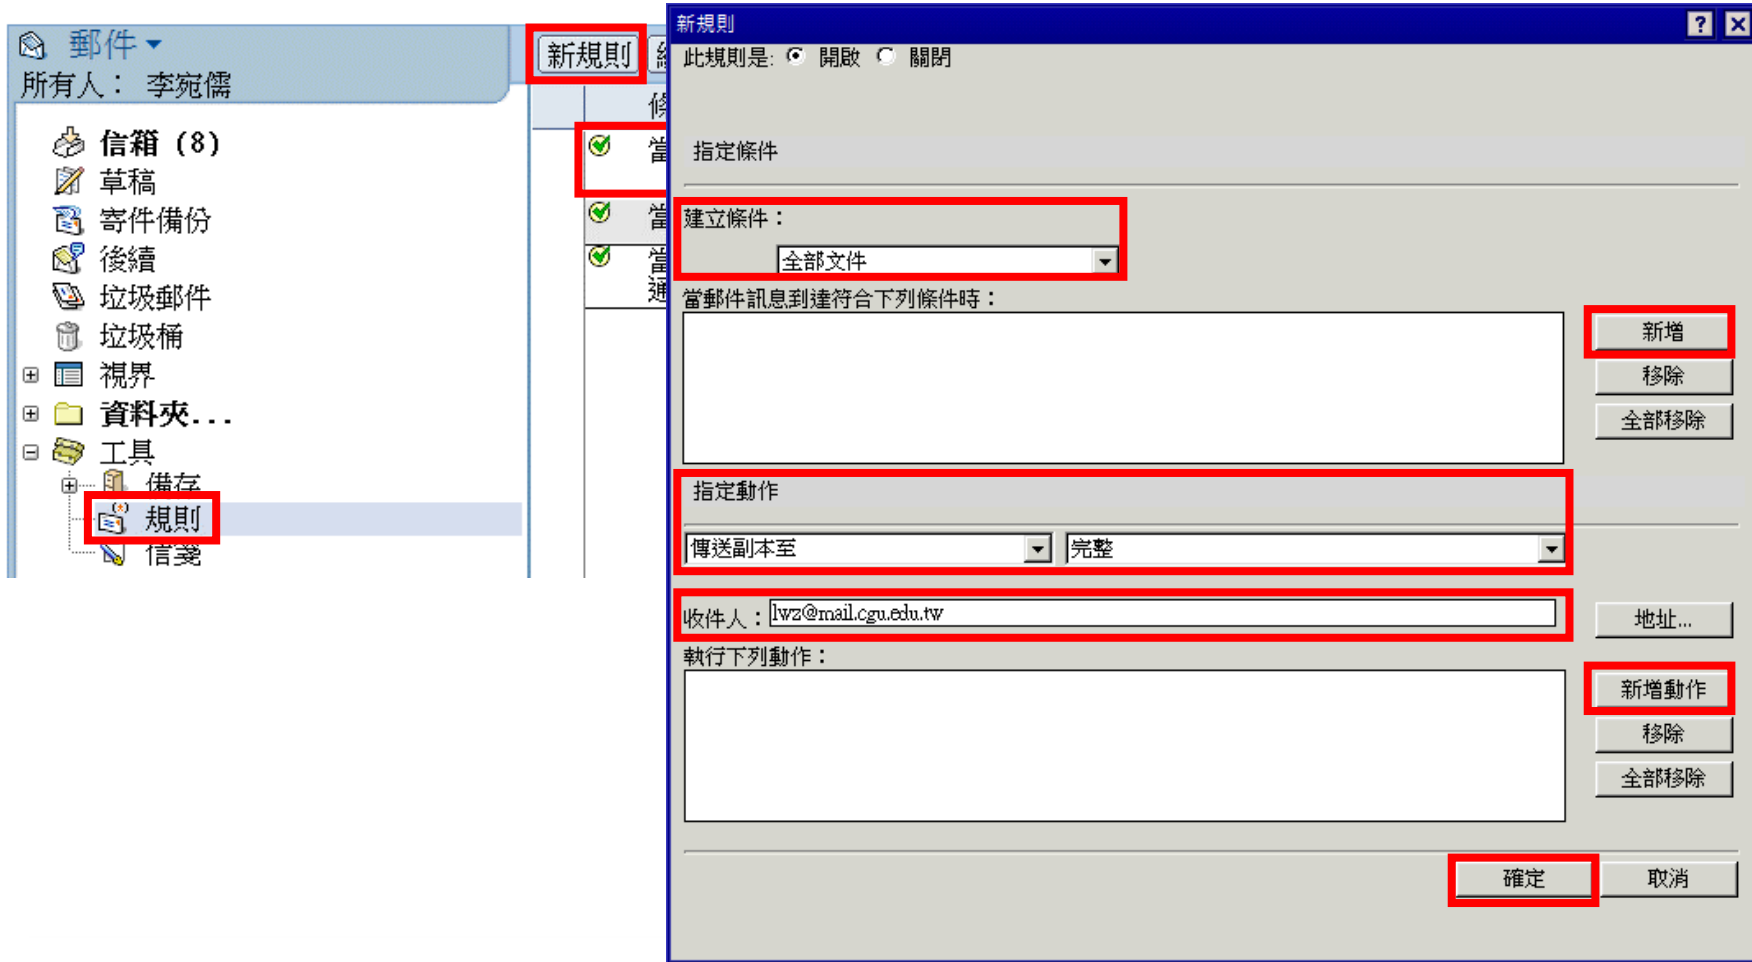 郵件
所有人： 李宛儒
信箱 (8)
草稿
寄件備份
後續
垃圾郵件
垃圾桶
視界
資料夾...
工具
備存
規則
信箋
新規則
條
當
當
當
通
新規則
此規則是: 開啟 關閉
指定條件
建立條件：
全部文件
當郵件訊息到達符合下列條件時：
新增
移除
全部移除
指定動作
傳送副本至 完整
收件人： lwz@mail.cgu.edu.tw
地址...
執行下列動作：
新增動作
移除
全部移除
確定 取消